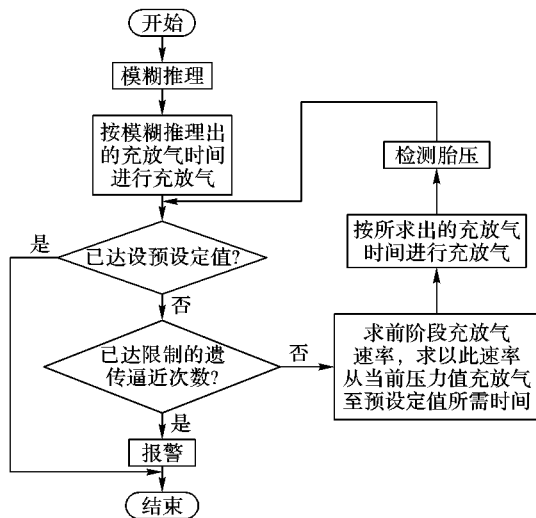 开始
模糊推理
按模糊推理出
的充放气时间
进行充放气
是
已达设预设定值?
否
已达限制的遗
传逼近次数?
否
是
报警
结束
检测胎压
按所求出的充放气
时间进行充放气
求前阶段充放气
速率，求以此速率
从当前压力值充放气
至预设定值所需时间